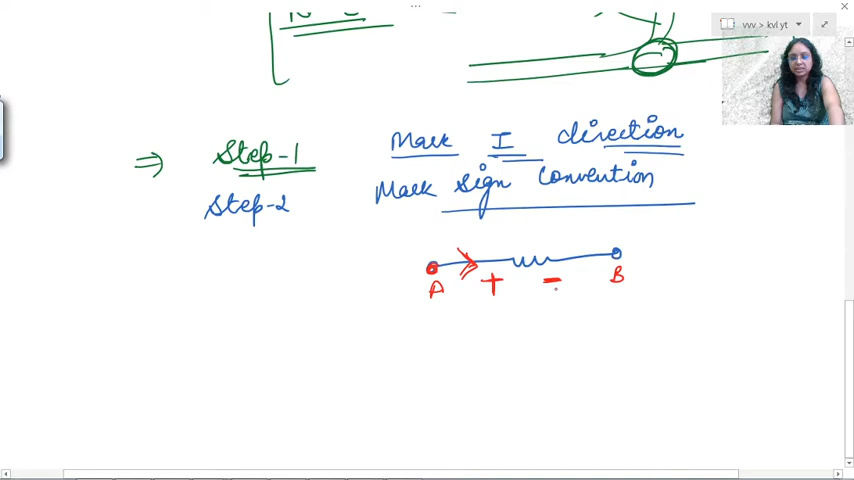 vvv > kvl yt
⇒ Step-1 Mark I direction
Step-2 Mark sign convention
A + - B